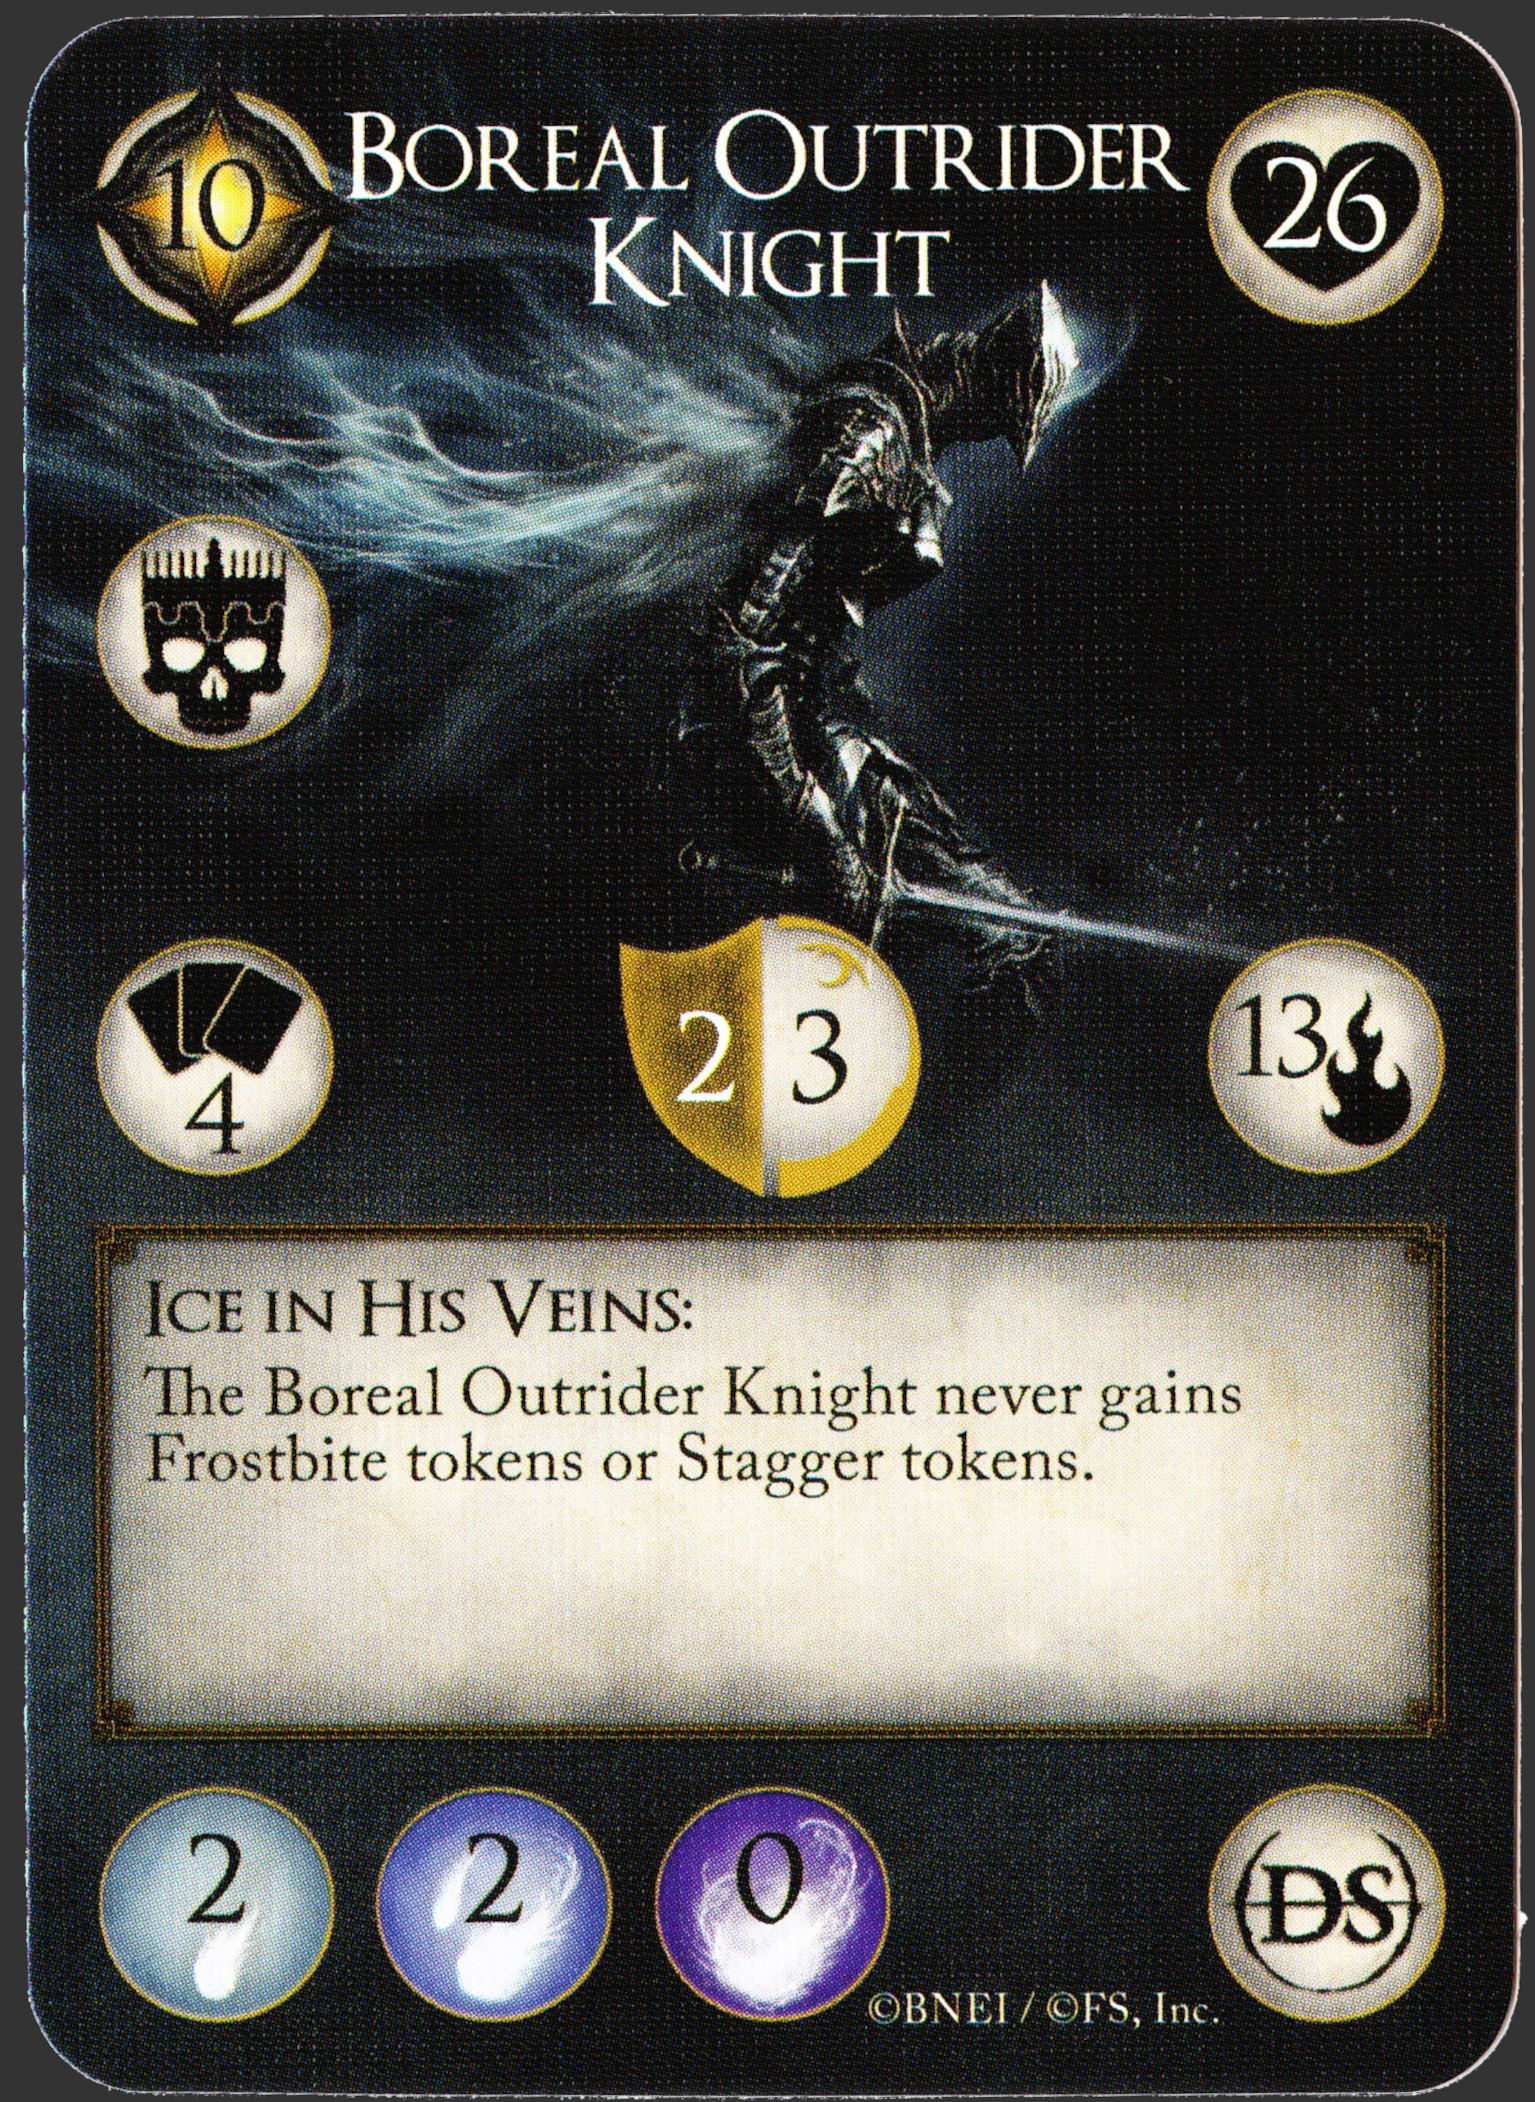 10
BOREAL OUTRIDER
KNIGHT
26
4
2 3
13
ICE IN HIS VEINS:
The Boreal Outrider Knight never gains
Frostbite tokens or Stagger tokens.
2 2 0
DS
©BNEI / ©FS, Inc.